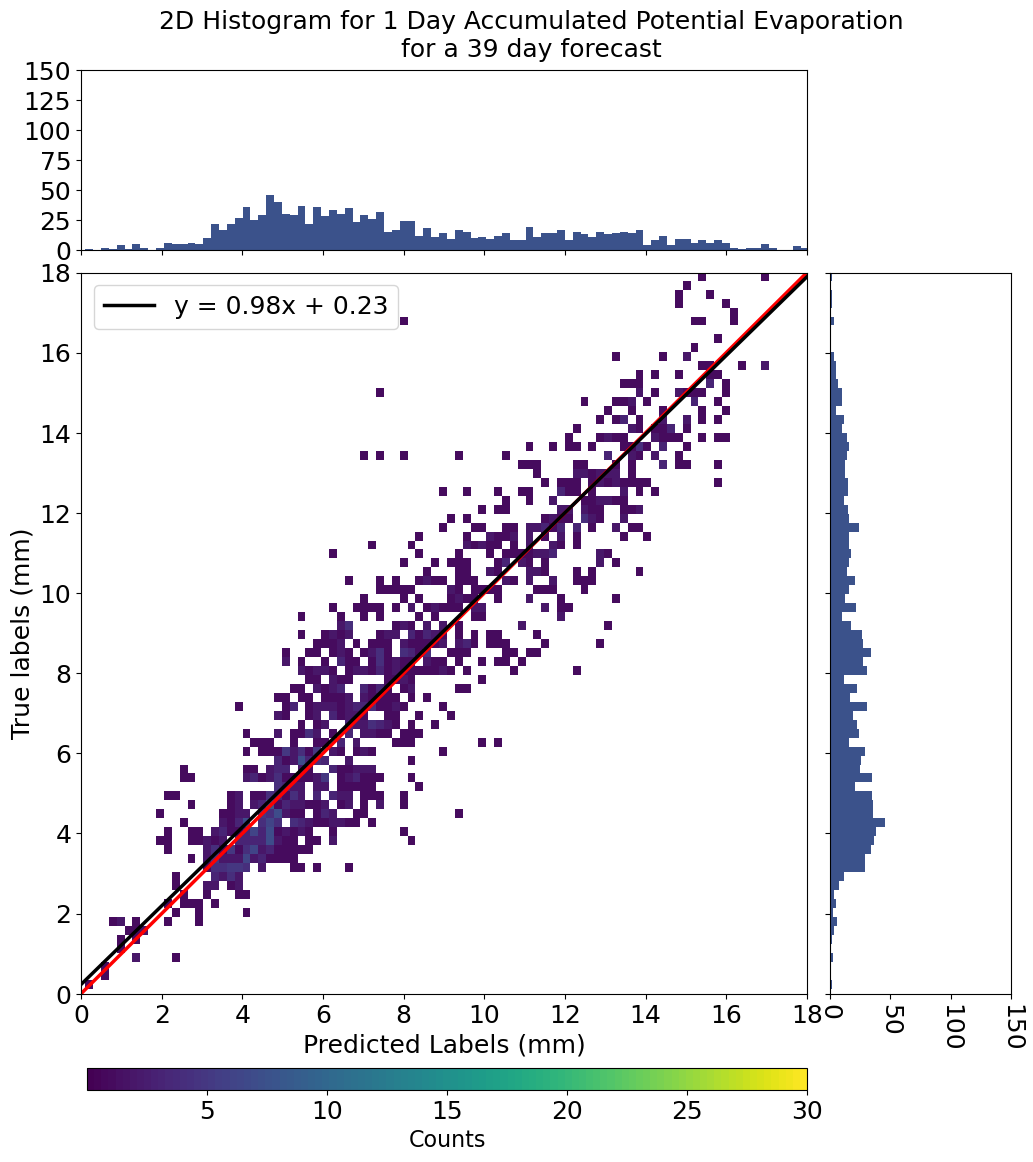 2D Histogram for 1 Day Accumulated Potential Evaporation
for a 39 day forecast
150
125
100
75
50
25
0
18
16
14
12
10
8
6
4
2
0
True labels (mm)
y = 0.98x + 0.23
0 2 4 6 8 10 12 14 16 18
Predicted Labels (mm)
0 50 100 150
5 10 15 20 25 30
Counts